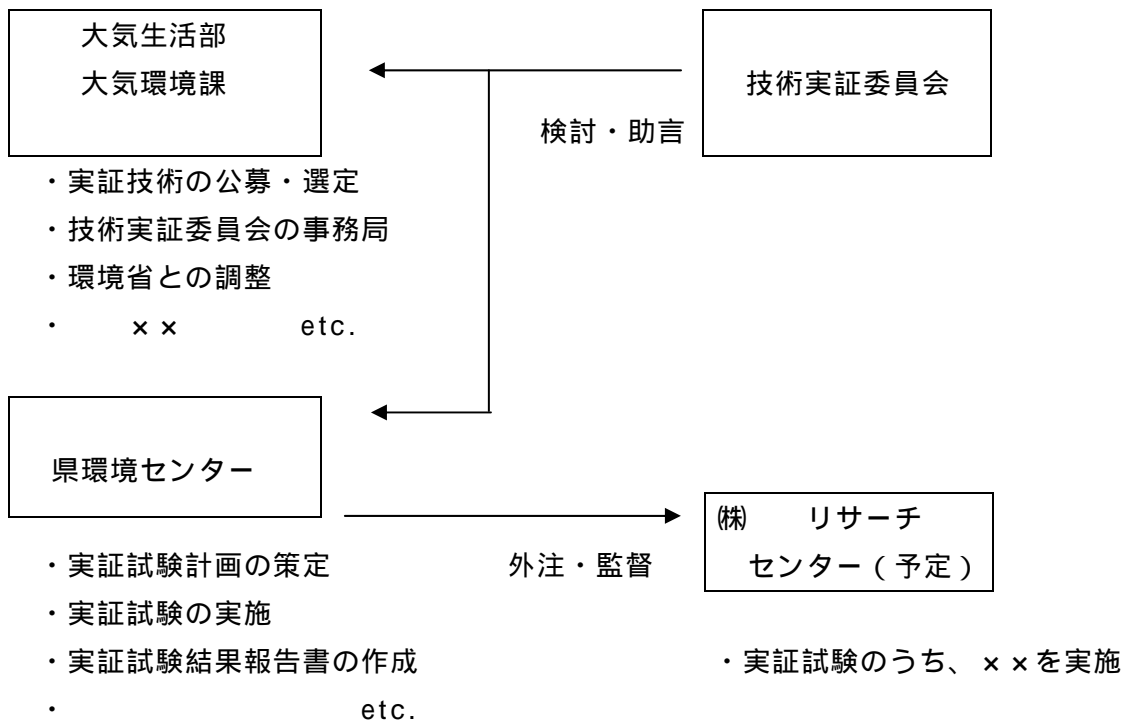 大気生活部
大気環境課
技術実証委員会
検討・助言
・実証技術の公募・選定
・技術実証委員会の事務局
・環境省との調整
・　　××　　　　etc.
県環境センター
外注・監督
㈱　　リサーチ
センター（予定）
・実証試験計画の策定
・実証試験の実施
・実証試験結果報告書の作成
・　　　　　　　　etc.
・実証試験のうち、××を実施